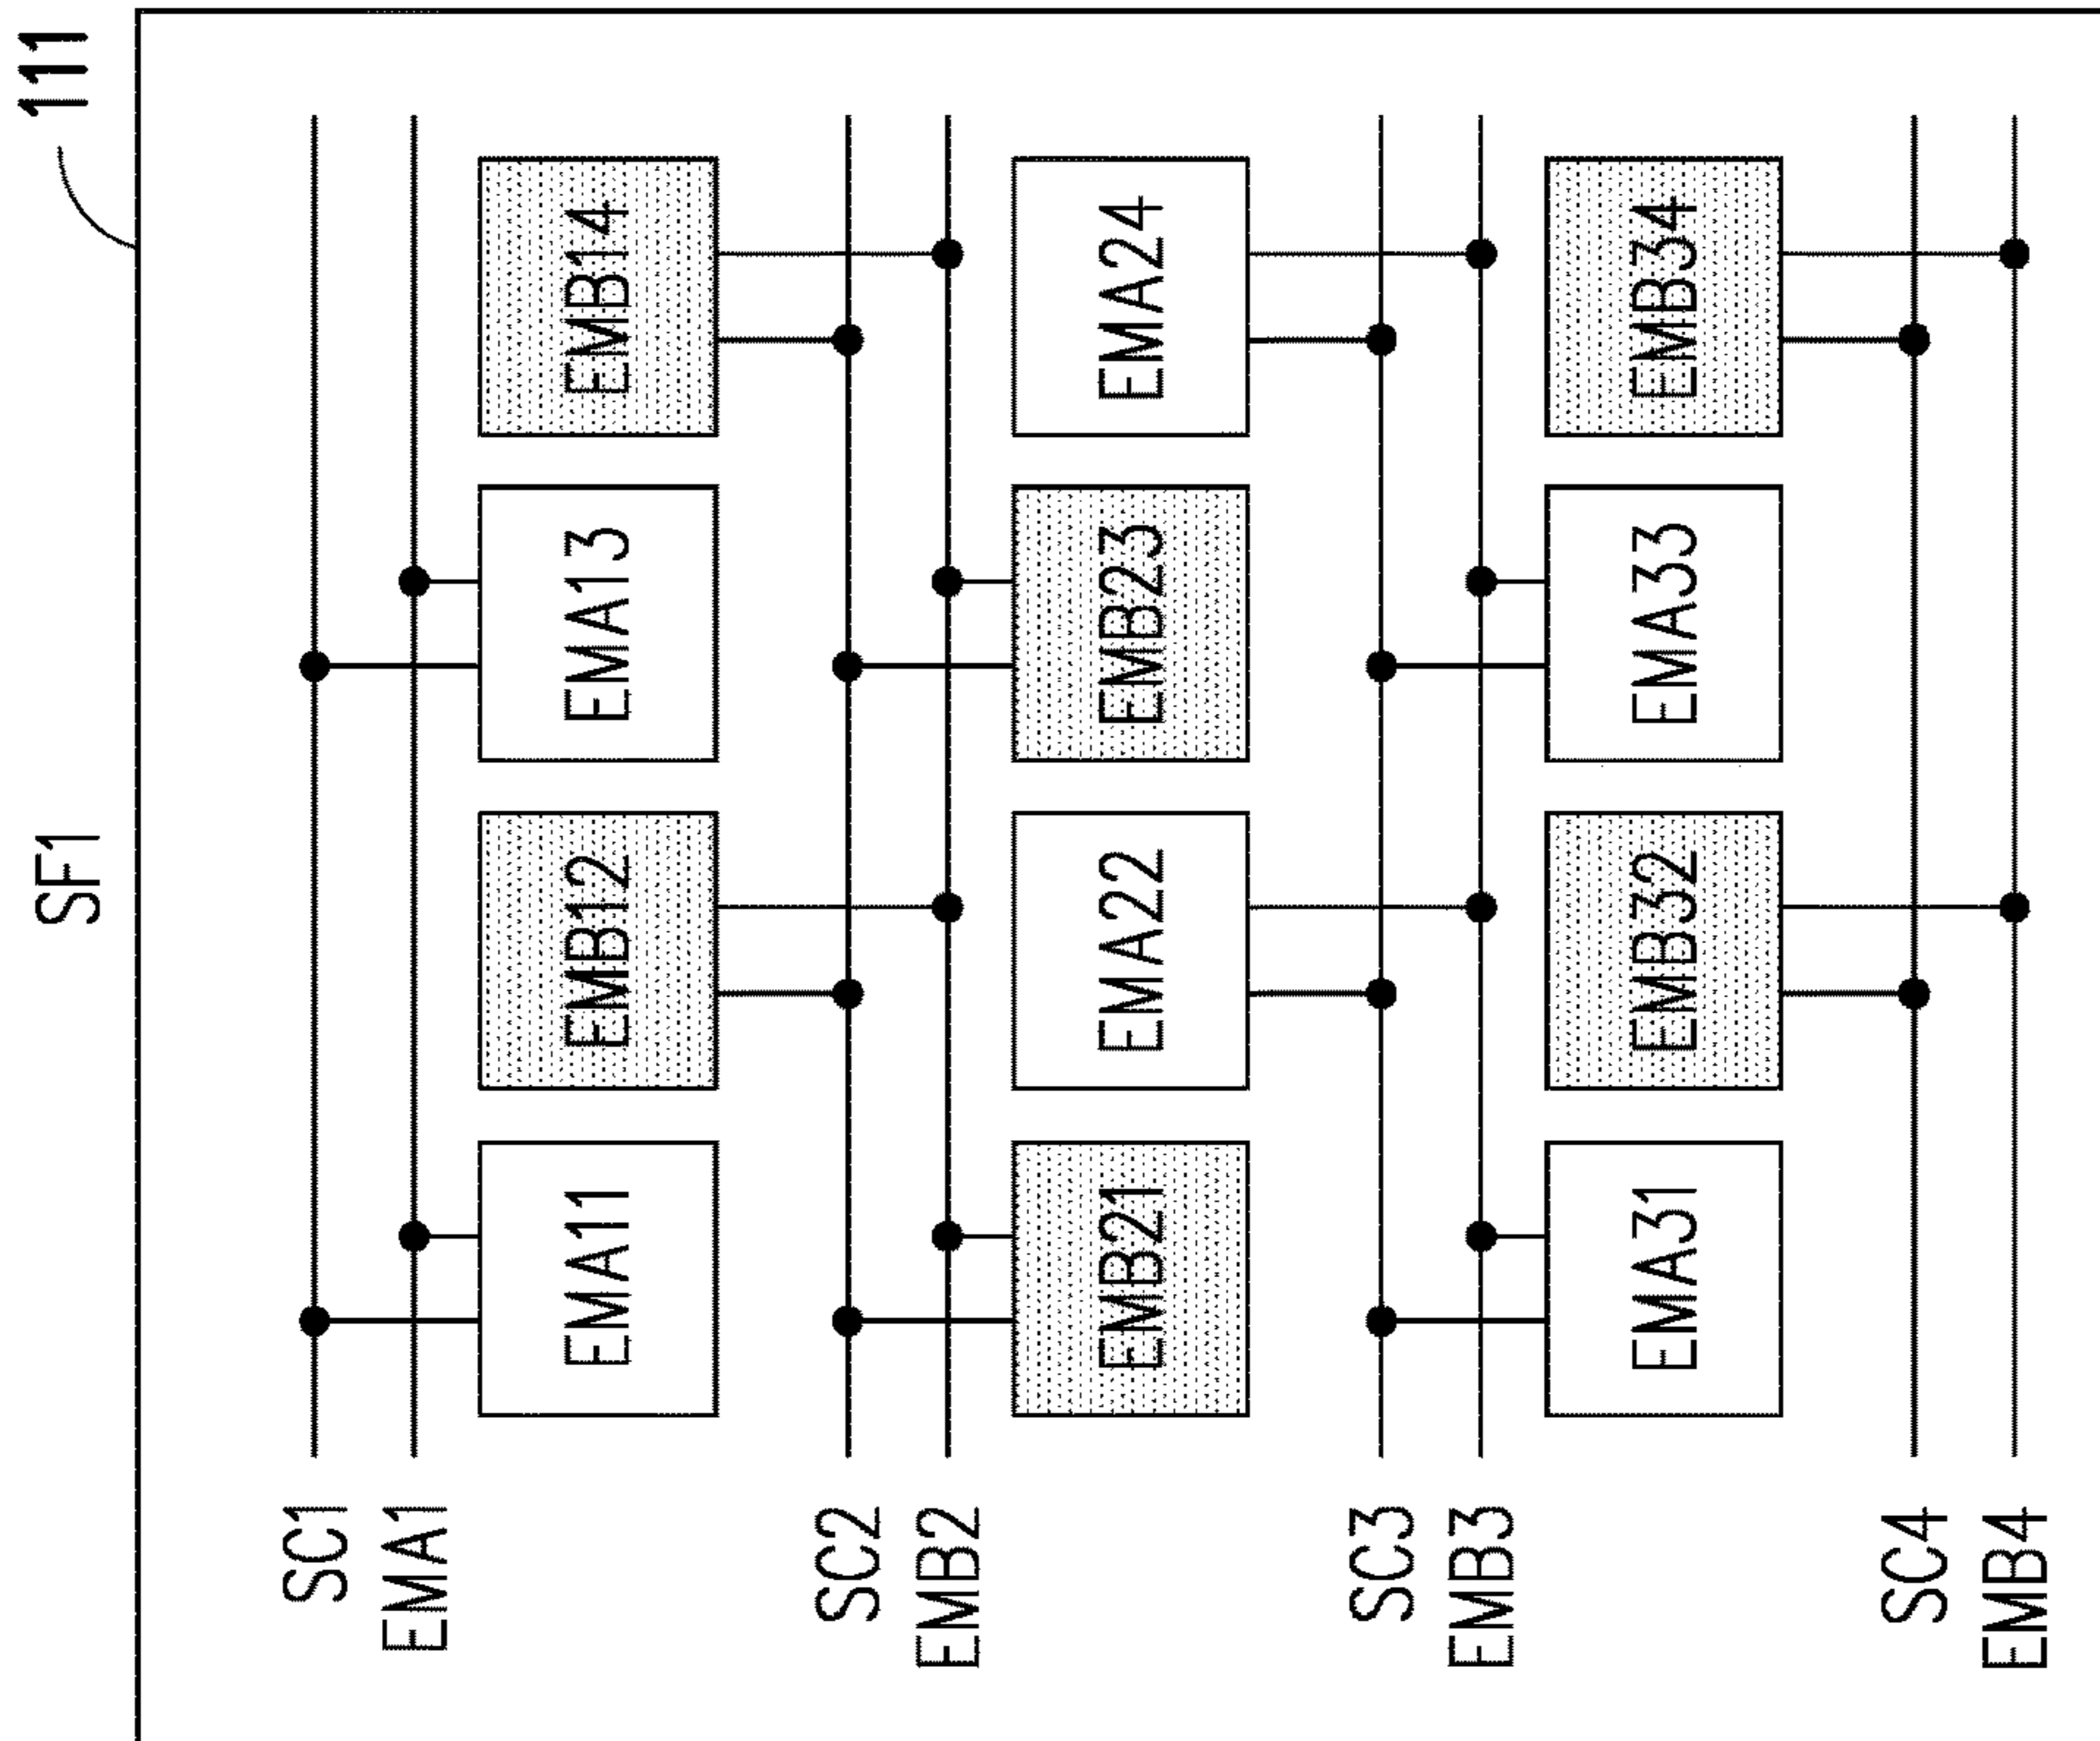 SF1
111
SC1
EMA1
EMA11
EMB12
EMA13
EMB14
SC2
EMB2
EMB21
EMA22
EMB23
EMA24
SC3
EMB3
EMA31
EMB32
EMA33
EMB34
SC4
EMB4